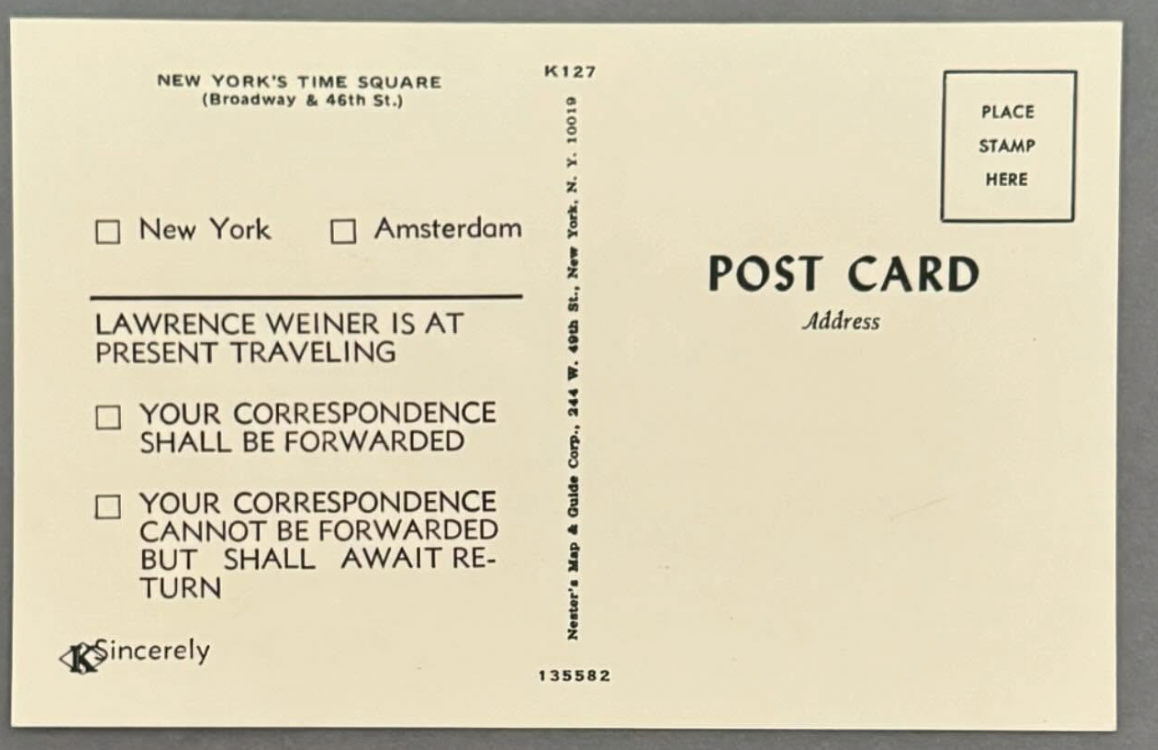 NEW YORK'S TIME SQUARE
(Broadway & 46th St.)
☐ New York ☐ Amsterdam
LAWRENCE WEINER IS AT
PRESENT TRAVELING
☐ YOUR CORRESPONDENCE
SHALL BE FORWARDED
☐ YOUR CORRESPONDENCE
CANNOT BE FORWARDED
BUT SHALL AWAIT RE-
TURN
K
Sincerely
K127
Nester's Map & Guide Corp., 244 W. 49th St., New York, N. Y. 10019
135582
PLACE
STAMP
HERE
POST CARD
Address